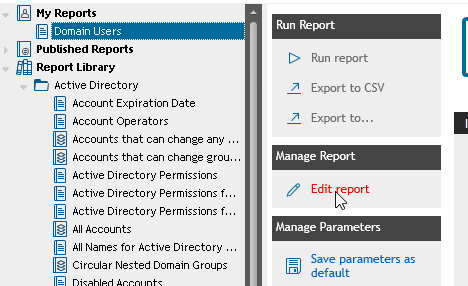 My Reports
Domain Users
Published Reports
Report Library
Active Directory
Account Expiration Date
Account Operators
Accounts that can change any ...
Accounts that can change grou...
Active Directory Permissions
Active Directory Permissions f...
Active Directory Permissions f...
All Accounts
All Names for Active Directory ...
Circular Nested Domain Groups
Disabled Accounts
Run Report
Run report
Export to CSV
Export to...
Manage Report
Edit report
Manage Parameters
Save parameters as
default